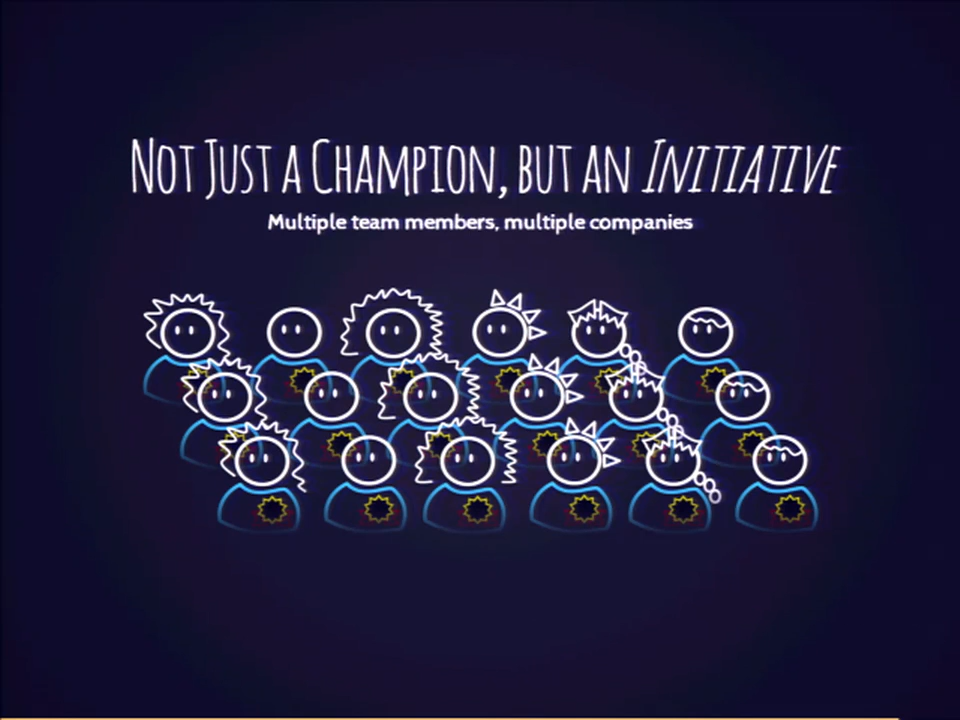 Not Just a Champion, but an Initiative
Multiple team members, multiple companies